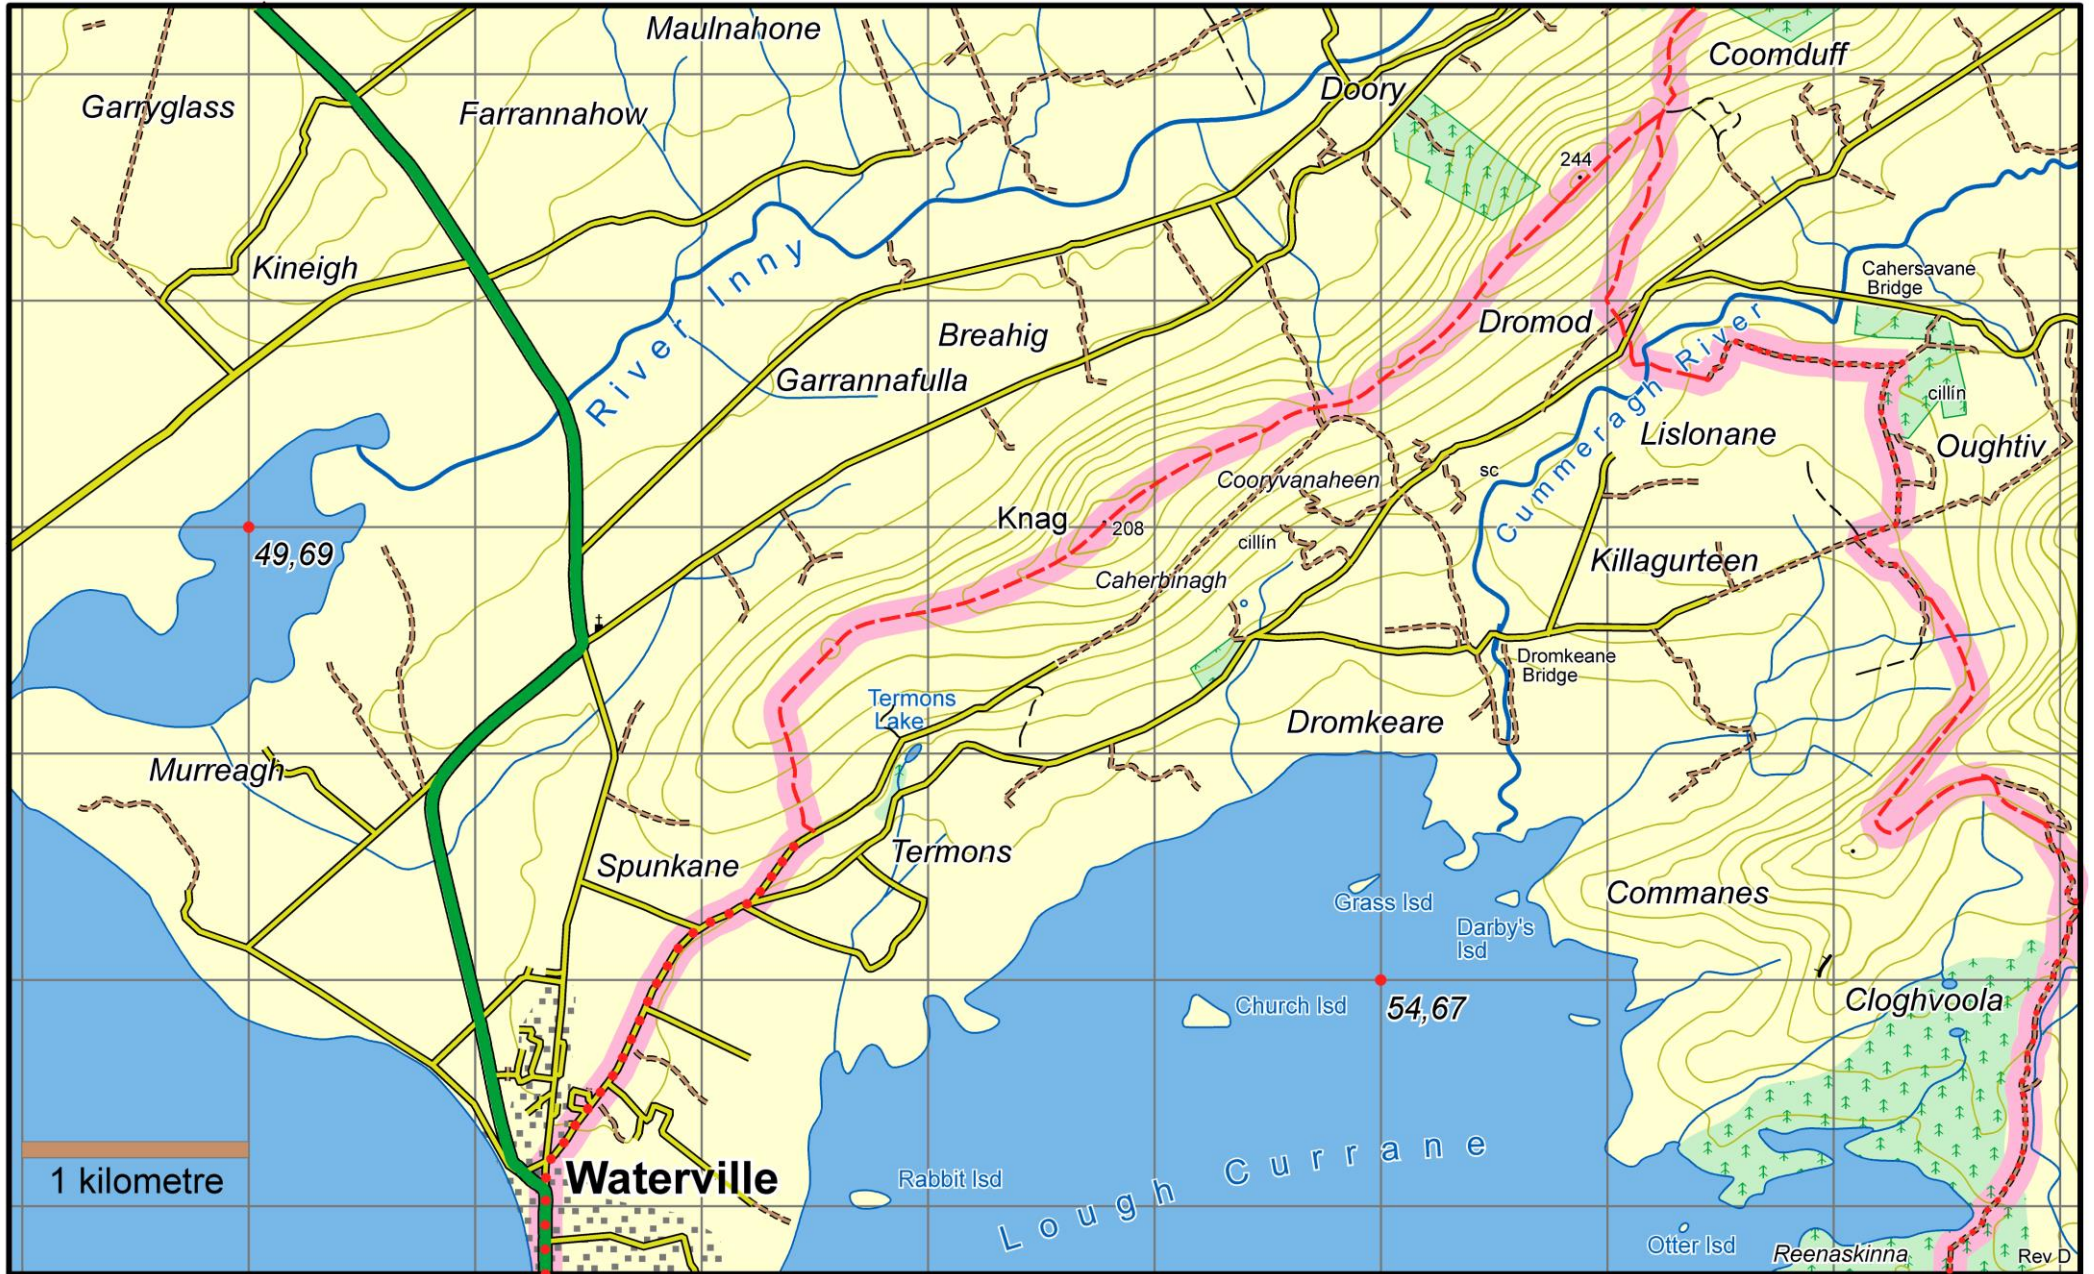 Maulnahone
Coomduff
Garryglass
Farrannahow
Doory
244
Kineigh
River Inny
Cahersavane
Bridge
Breahig
Dromod
Garrannafulla
Cummeragh River
cillín
Lislonane
Oughtiv
Cooryvanaheen
sc
Knag
208
cillín
49,69
Caherbinagh
Killagurteen
Dromkeane
Bridge
Termons
Lake
Dromkeare
Murreagh
Spunkane
Termons
Grass Isd
Darby's
Isd
Commanes
Church Isd
54,67
Cloghvoola
1 kilometre
Waterville
Rabbit Isd
Lough Currane
Otter Isd
Reenaskinna
Rev D